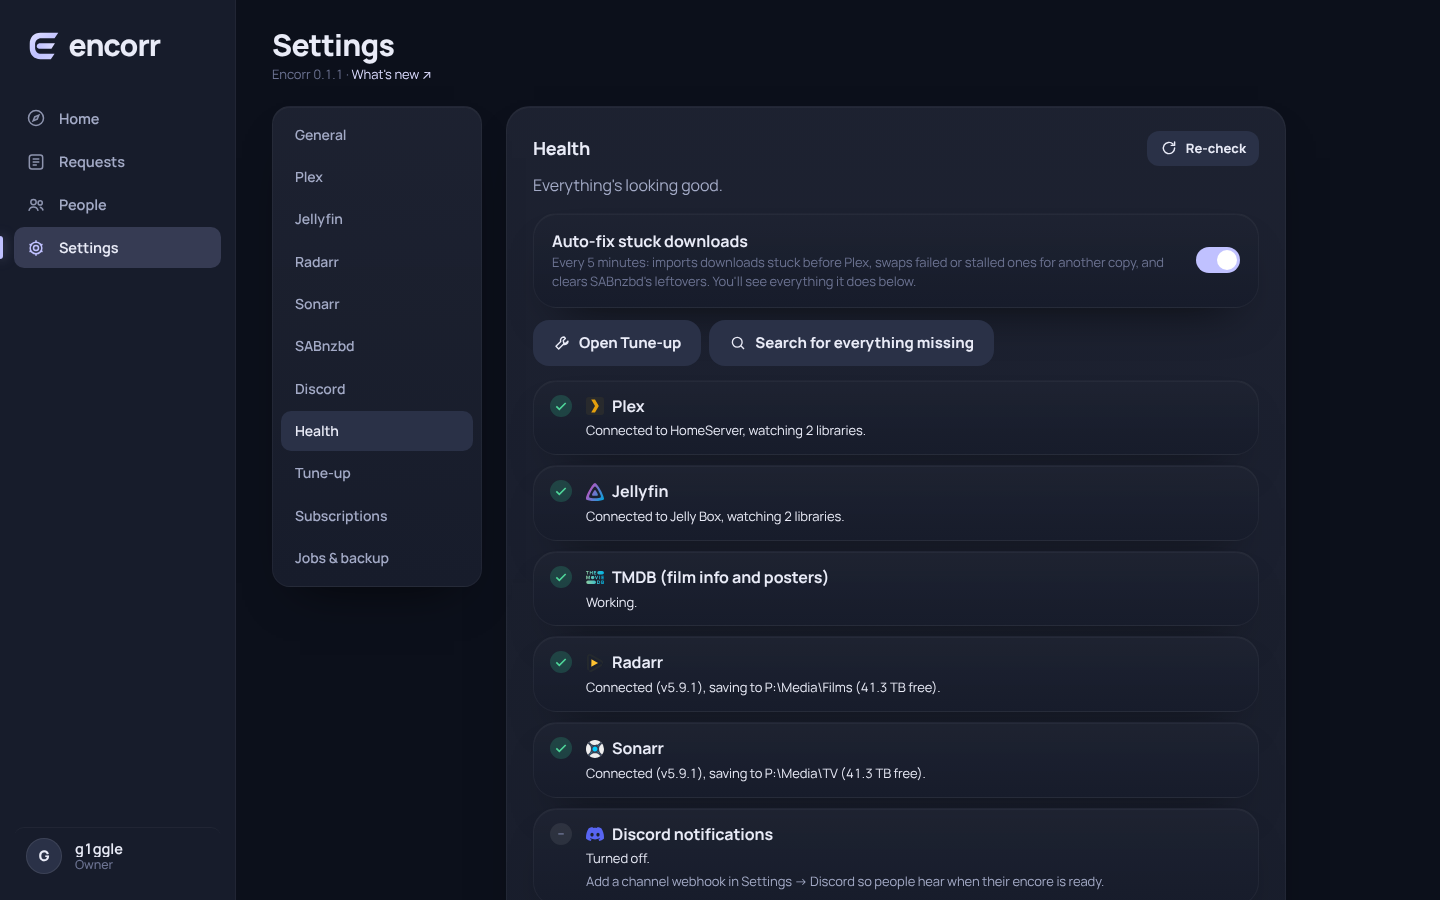 encorr
Home
Requests
People
Settings
g1ggle
Owner
G
Settings
Encorr 0.1.1 · What's new ↗
General
Plex
Jellyfin
Radarr
Sonarr
SABnzbd
Discord
Health
Tune-up
Subscriptions
Jobs & backup
Health
Re-check
Everything's looking good.
Auto-fix stuck downloads
Every 5 minutes: imports downloads stuck before Plex, swaps failed or stalled ones for another copy, and
clears SABnzbd's leftovers. You'll see everything it does below.
Open Tune-up
Search for everything missing
Plex
Connected to HomeServer, watching 2 libraries.
Jellyfin
Connected to Jelly Box, watching 2 libraries.
TMDB (film info and posters)
Working.
Radarr
Connected (v5.9.1), saving to P:\Media\Films (41.3 TB free).
Sonarr
Connected (v5.9.1), saving to P:\Media\TV (41.3 TB free).
Discord notifications
Turned off.
Add a channel webhook in Settings → Discord so people hear when their encore is ready.